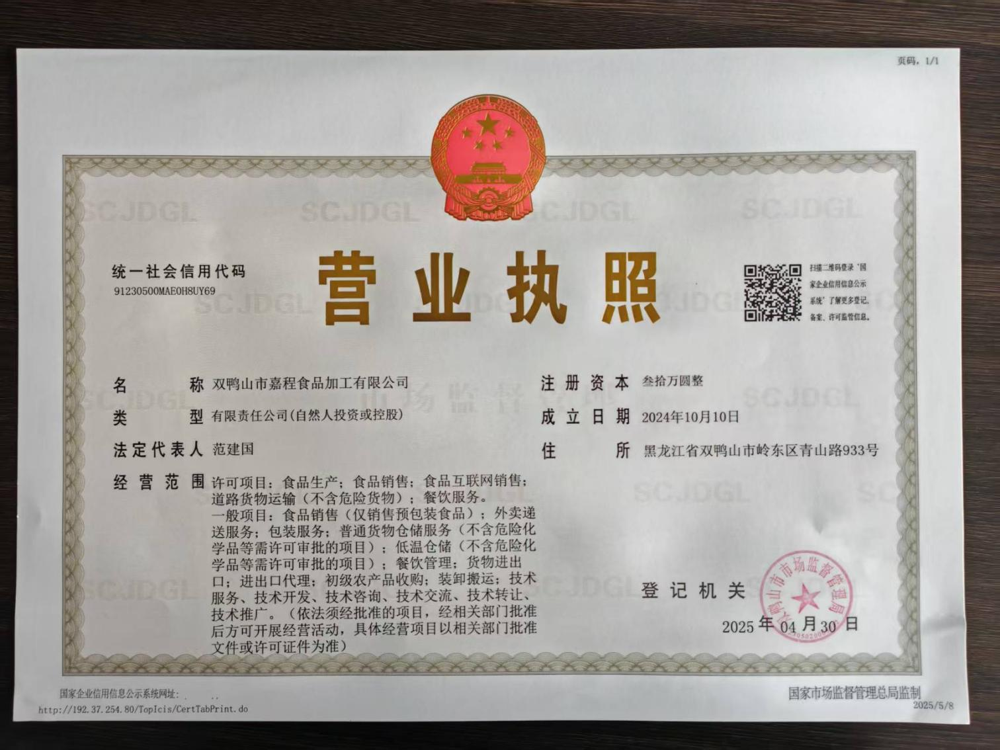 页码，1/1
营业执照
统一社会信用代码
91230500MAE0H8UY69
扫描二维码登录‘国
家企业信用信息公示
系统’了解更多登记、
备案、许可监管信息。
名称 双鸭山市嘉程食品加工有限公司
类型 有限责任公司(自然人投资或控股)
法定代表人 范建国
经营范围 许可项目：食品生产；食品销售；食品互联网销售；
道路货物运输（不含危险货物）；餐饮服务。
一般项目：食品销售（仅销售预包装食品）；外卖递
送服务；包装服务；普通货物仓储服务（不含危险化
学品等需许可审批的项目）；低温仓储（不含危险化
学品等需许可审批的项目）；餐饮管理；货物进出
口；进出口代理；初级农产品收购；装卸搬运；技术
服务、技术开发、技术咨询、技术交流、技术转让、
技术推广。（依法须经批准的项目，经相关部门批准
后方可开展经营活动，具体经营项目以相关部门批准
文件或许可证件为准）
注册资本 叁拾万圆整
成立日期 2024年10月10日
住所 黑龙江省双鸭山市岭东区青山路933号
登记机关
双鸭山市市场监督管理局
2025年04月30日
国家企业信用信息公示系统网址：
http://192.37.254.80/TopIcis/CertTabPrint.do
国家市场监督管理总局监制
2025/5/8
SCJDGL
市场监督管理